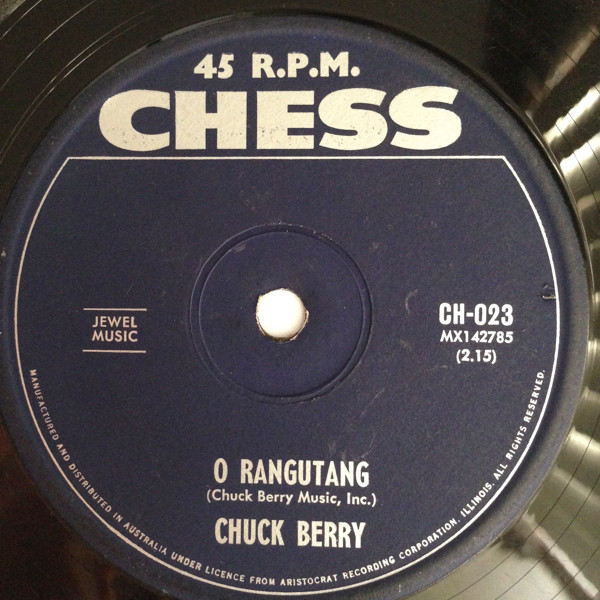 45 R.P.M.
CHESS
JEWEL
MUSIC
CH-023
MX142785
(2.15)
O RANGUTANG
(Chuck Berry Music, Inc.)
CHUCK BERRY
MANUFACTURED AND DISTRIBUTED IN AUSTRALIA UNDER LICENCE FROM ARISTOCRAT RECORDING CORPORATION, ILLINOIS. ALL RIGHTS RESERVED.